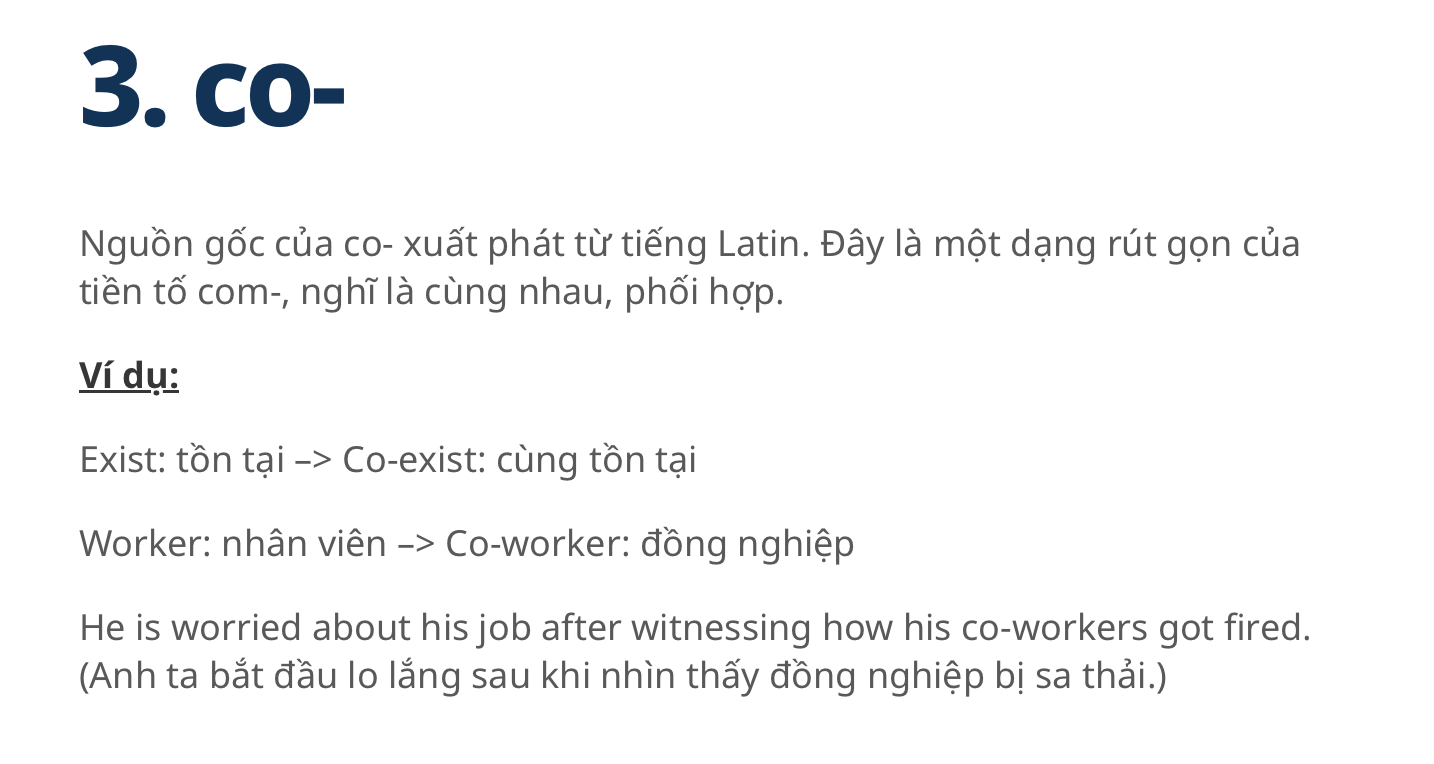 3. co-
Nguồn gốc của co- xuất phát từ tiếng Latin. Đây là một dạng rút gọn của
tiền tố com-, nghĩ là cùng nhau, phối hợp.
Ví dụ:
Exist: tồn tại –> Co-exist: cùng tồn tại
Worker: nhân viên –> Co-worker: đồng nghiệp
He is worried about his job after witnessing how his co-workers got fired.
(Anh ta bắt đầu lo lắng sau khi nhìn thấy đồng nghiệp bị sa thải.)